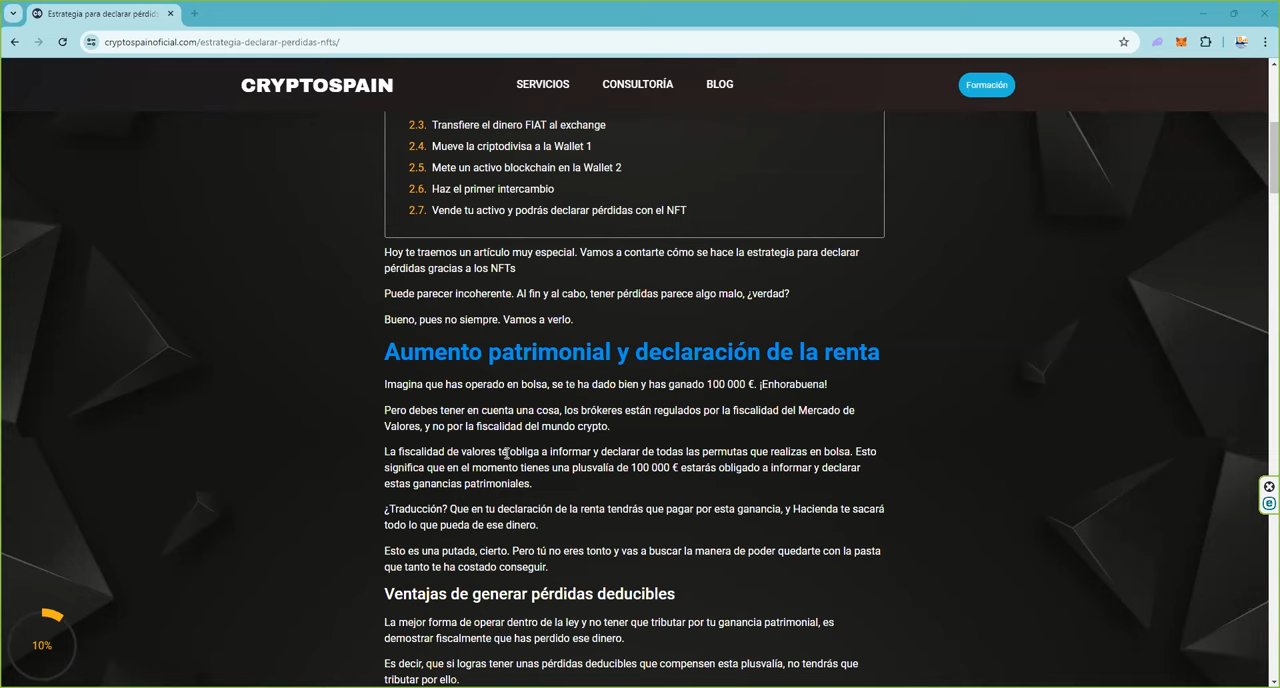 Estrategia para declarar pérdid
cryptospainoficial.com/estrategia-declarar-perdidas-nfts/
CRYPTOSPAIN
SERVICIOS
CONSULTORÍA
BLOG
Formación
2.3. Transfiere el dinero FIAT al exchange
2.4. Mueve la criptodivisa a la Wallet 1
2.5. Mete un activo blockchain en la Wallet 2
2.6. Haz el primer intercambio
2.7. Vende tu activo y podrás declarar pérdidas con el NFT
Hoy te traemos un artículo muy especial. Vamos a contarte cómo se hace la estrategia para declarar
pérdidas gracias a los NFTs
Puede parecer incoherente. Al fin y al cabo, tener pérdidas parece algo malo, ¿verdad?
Bueno, pues no siempre. Vamos a verlo.
Aumento patrimonial y declaración de la renta
Imagina que has operado en bolsa, se te ha dado bien y has ganado 100 000 €. ¡Enhorabuena!
Pero debes tener en cuenta una cosa, los brókeres están regulados por la fiscalidad del Mercado de
Valores, y no por la fiscalidad del mundo crypto.
La fiscalidad de valores te obliga a informar y declarar de todas las permutas que realizas en bolsa. Esto
significa que en el momento tienes una plusvalía de 100 000 € estarás obligado a informar y declarar
estas ganancias patrimoniales.
¿Traducción? Que en tu declaración de la renta tendrás que pagar por esta ganancia, y Hacienda te sacará
todo lo que pueda de ese dinero.
Esto es una putada, cierto. Pero tú no eres tonto y vas a buscar la manera de poder quedarte con la pasta
que tanto te ha costado conseguir.
Ventajas de generar pérdidas deducibles
La mejor forma de operar dentro de la ley y no tener que tributar por tu ganancia patrimonial, es
demostrar fiscalmente que has perdido ese dinero.
Es decir, que si logras tener unas pérdidas deducibles que compensen esta plusvalía, no tendrás que
tributar por ello.
10%